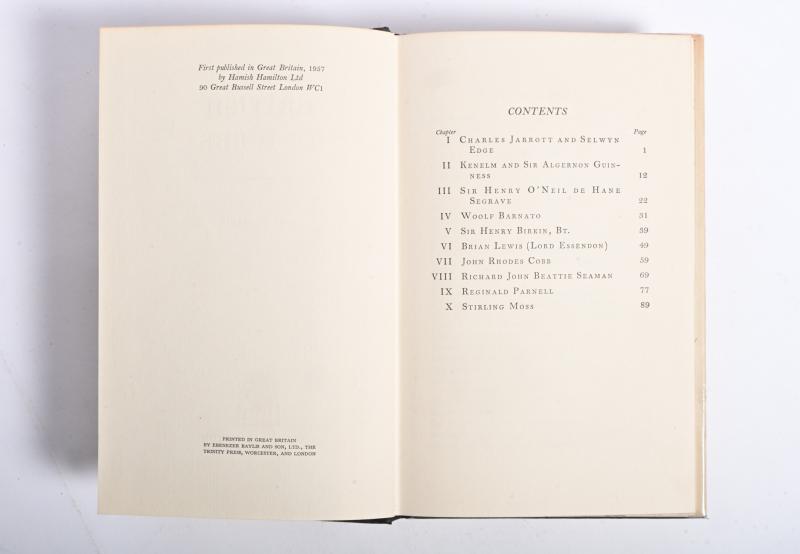 First published in Great Britain, 1957
by Hamish Hamilton Ltd
90 Great Russell Street London WC1
PRINTED IN GREAT BRITAIN
BY EBENEZER BAYLIS AND SON, LTD., THE
TRINITY PRESS, WORCESTER, AND LONDON
CONTENTS
Chapter Page
I CHARLES JARROTT AND SELWYN
EDGE 1
II KENELM AND SIR ALGERNON GUIN-
NESS 12
III SIR HENRY O'NEIL DE HANE
SEGRAVE 22
IV WOOLF BARNATO 31
V SIR HENRY BIRKIN, BT. 39
VI BRIAN LEWIS (LORD ESSENDON) 49
VII JOHN RHODES COBB 59
VIII RICHARD JOHN BEATTIE SEAMAN 69
IX REGINALD PARNELL 77
X STIRLING MOSS 89